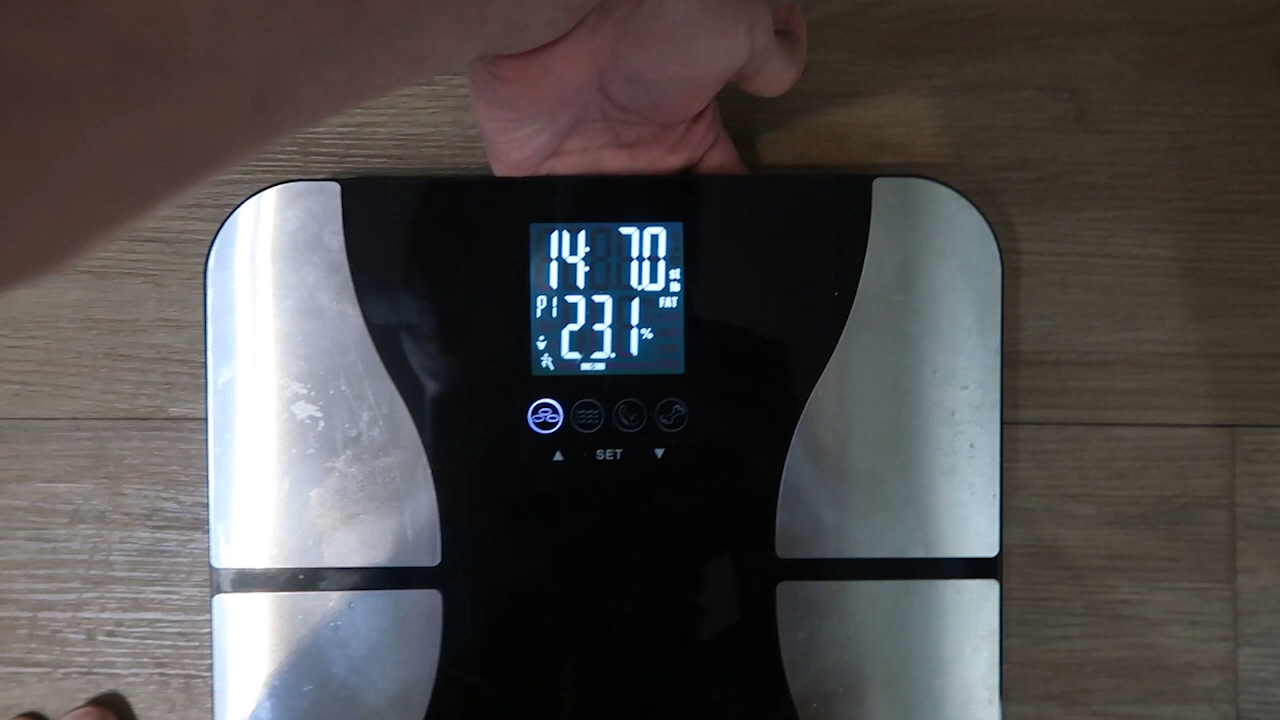 14 7.0 st lb
P1 23.1 % FAT
▲ SET ▼